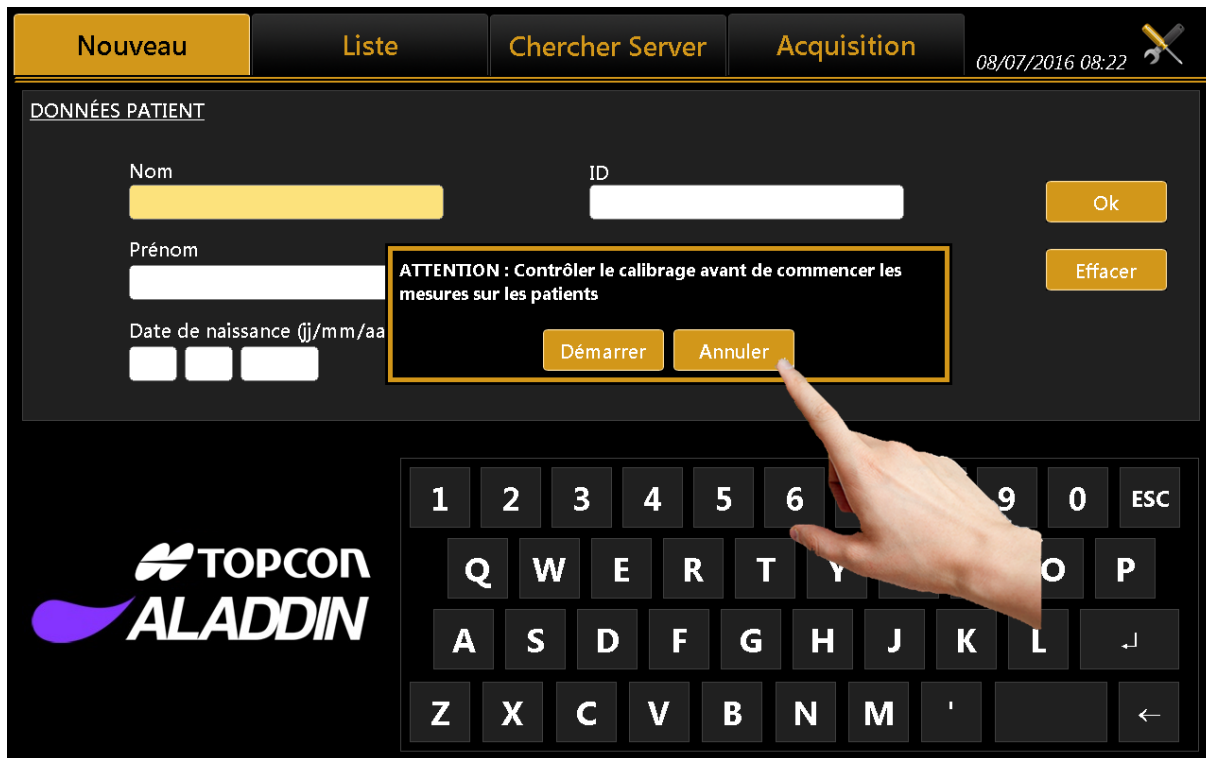 Nouveau
Liste
Chercher Server
Acquisition
08/07/2016 08:22
DONNÉES PATIENT
Nom
ID
Ok
Prénom
Effacer
ATTENTION : Contrôler le calibrage avant de commencer les
mesures sur les patients
Date de naissance (jj/mm/aa
Démarrer
Annuler
1 2 3 4 5 6 9 0 ESC
TOPCON
ALADDIN
Q W E R T Y O P
A S D F G H J K L ↵
Z X C V B N M ' ←